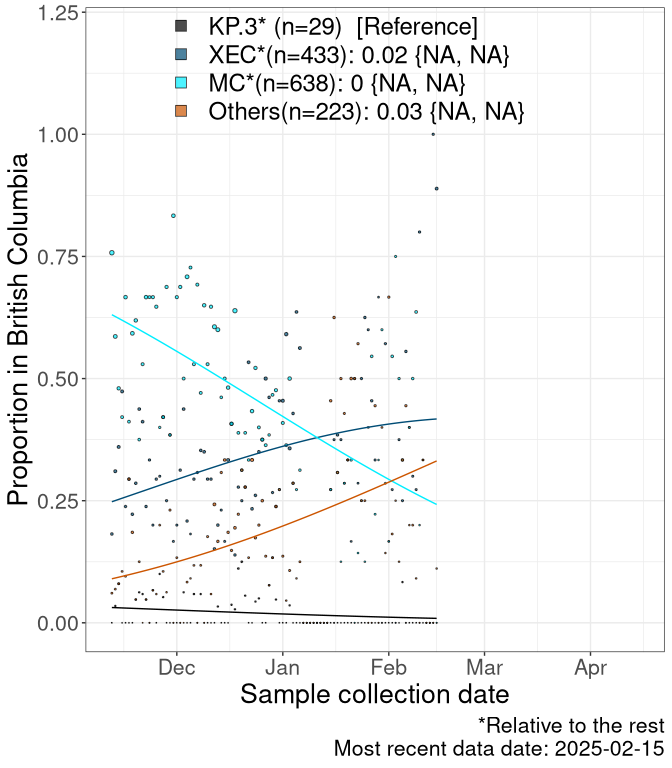 KP.3* (n=29)  [Reference]
XEC*(n=433): 0.02 {NA, NA}
MC*(n=638): 0 {NA, NA}
Others(n=223): 0.03 {NA, NA}
Proportion in British Columbia
1.25
1.00
0.75
0.50
0.25
0.00
Dec Jan Feb Mar Apr
Sample collection date
*Relative to the rest
Most recent data date: 2025-02-15